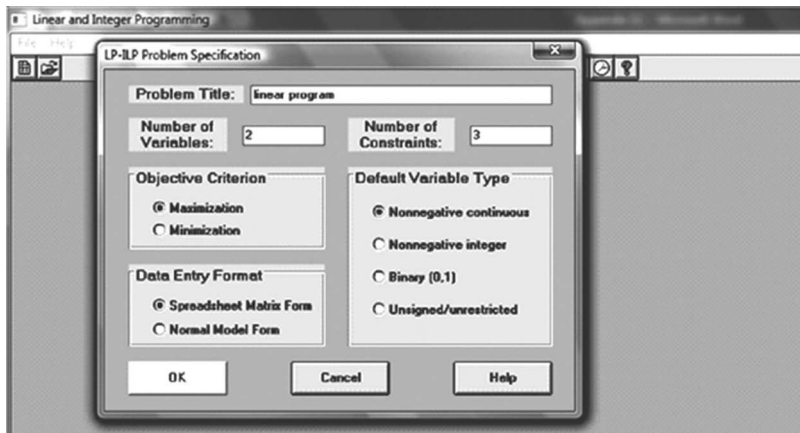 Linear and Integer Programming
File Help
LP-ILP Problem Specification
Problem Title: linear program
Number of Variables: 2
Number of Constraints: 3
Objective Criterion
Maximization
Minimization
Default Variable Type
Nonnegative continuous
Nonnegative integer
Binary (0,1)
Unsigned/unrestricted
Data Entry Format
Spreadsheet Matrix Form
Normal Model Form
OK Cancel Help